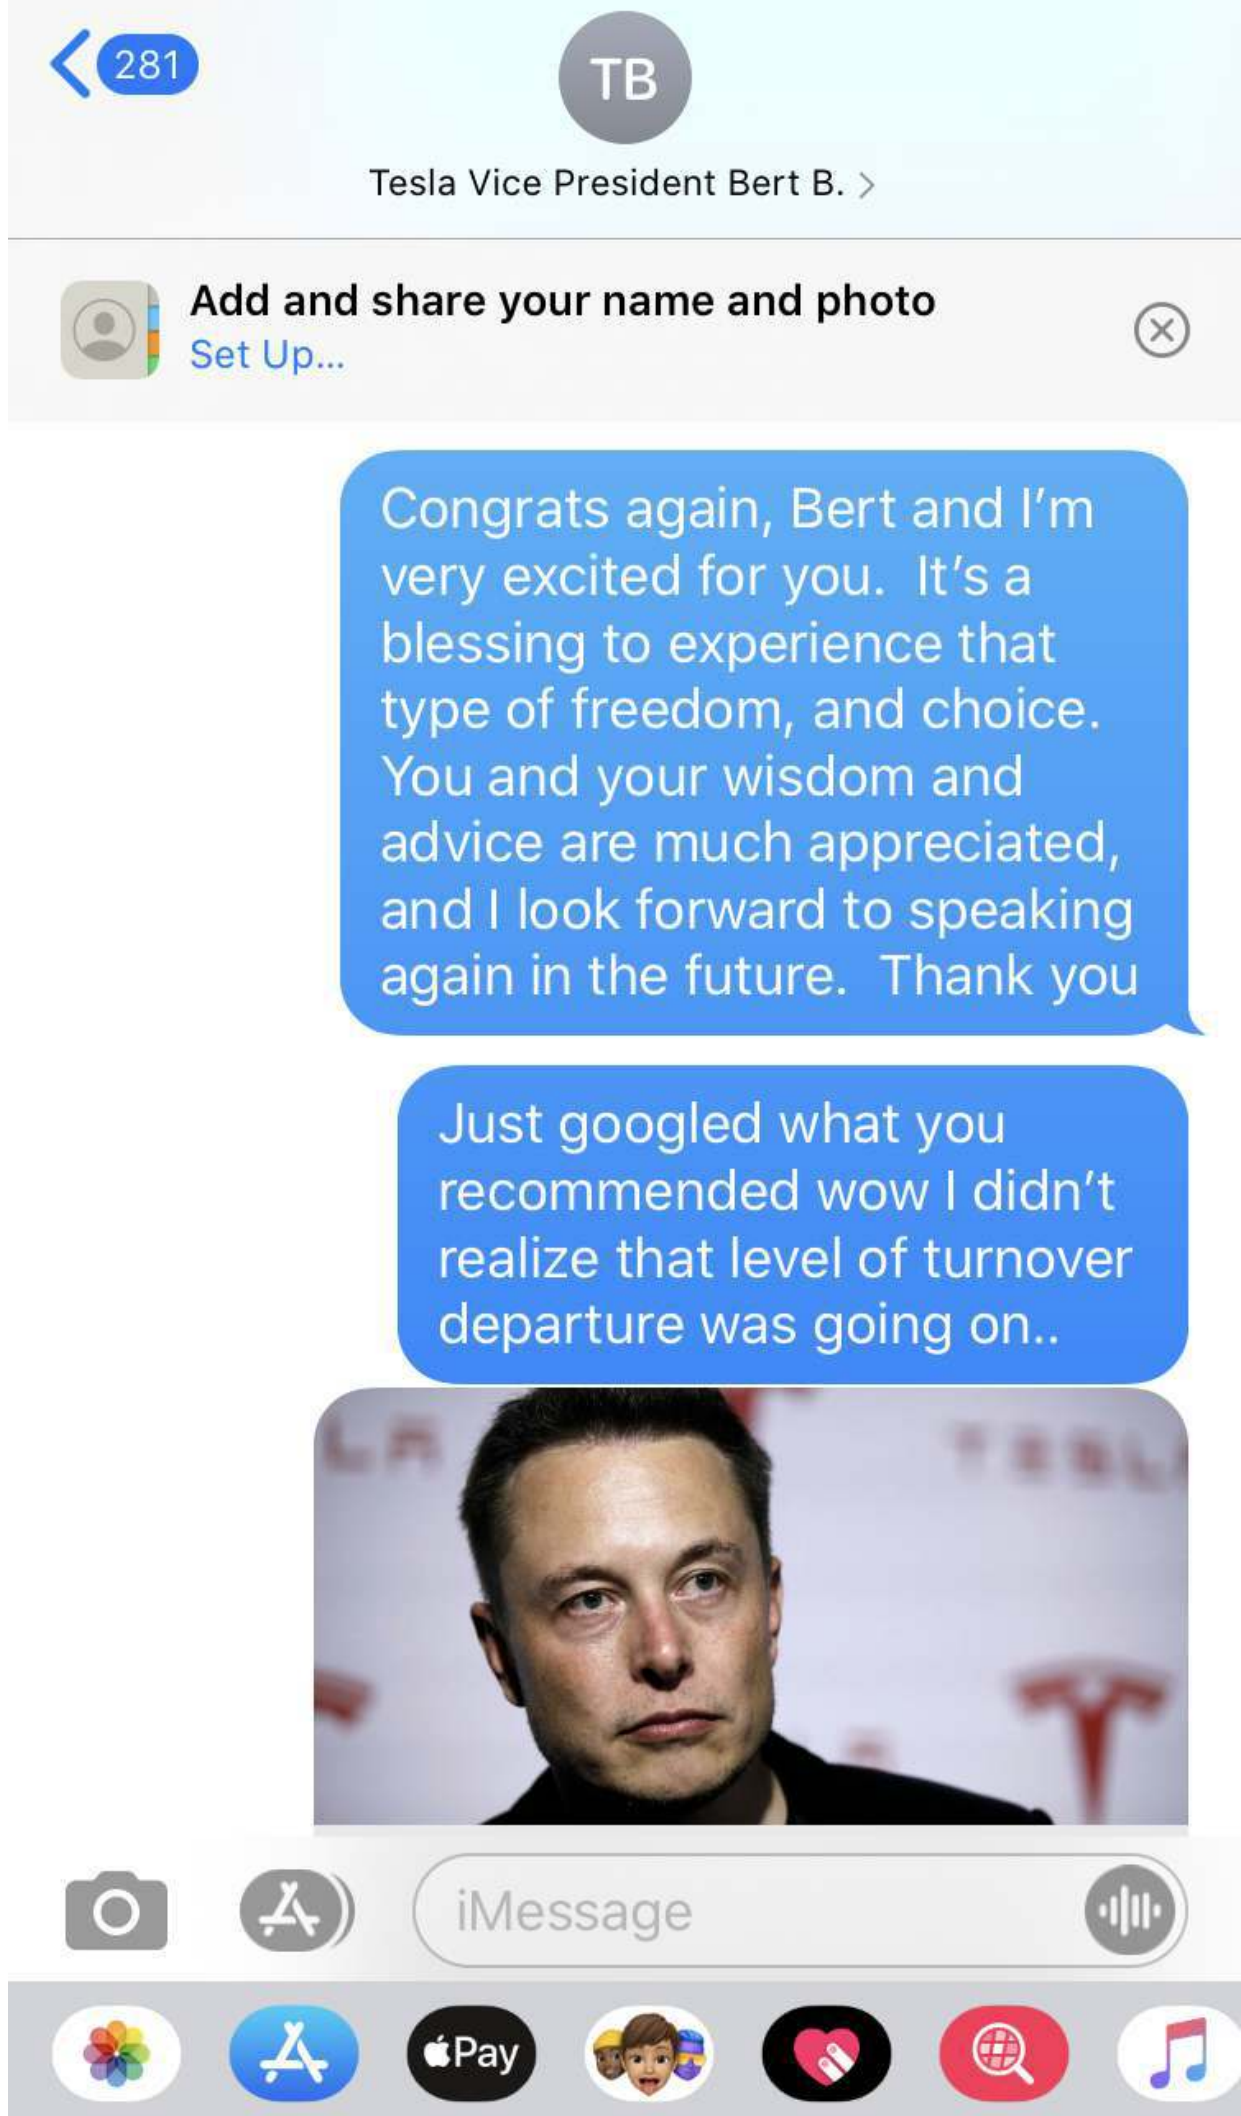 281
TB
Tesla Vice President Bert B.
Add and share your name and photo
Set Up...
Congrats again, Bert and I’m
very excited for you.  It’s a
blessing to experience that
type of freedom, and choice.
You and your wisdom and
advice are much appreciated,
and I look forward to speaking
again in the future.  Thank you
Just googled what you
recommended wow I didn’t
realize that level of turnover
departure was going on..
LA
TESL
iMessage
Pay